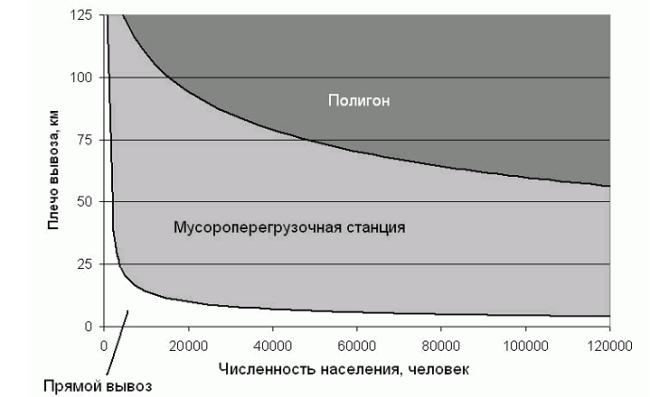 125
100
75
50
25
0
Плечо вывоза, км
Полигон
Мусороперегрузочная станция
0 20000 40000 60000 80000 100000 120000
Численность населения, человек
Прямой вывоз